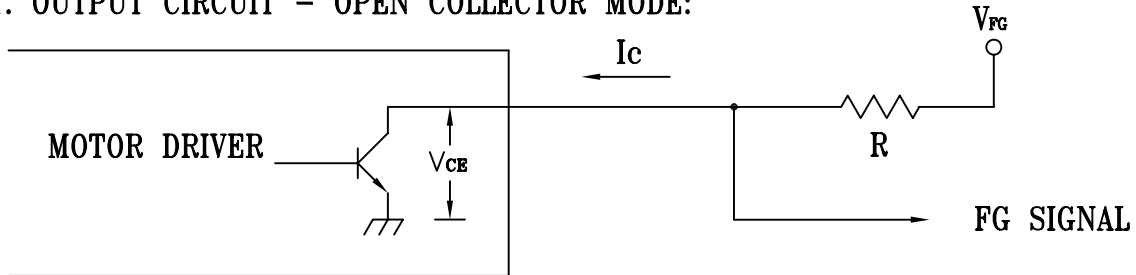 OUTPUT CIRCUIT - OPEN COLLECTOR MODE:
VFG
Ic
MOTOR DRIVER
VCE
R
FG SIGNAL